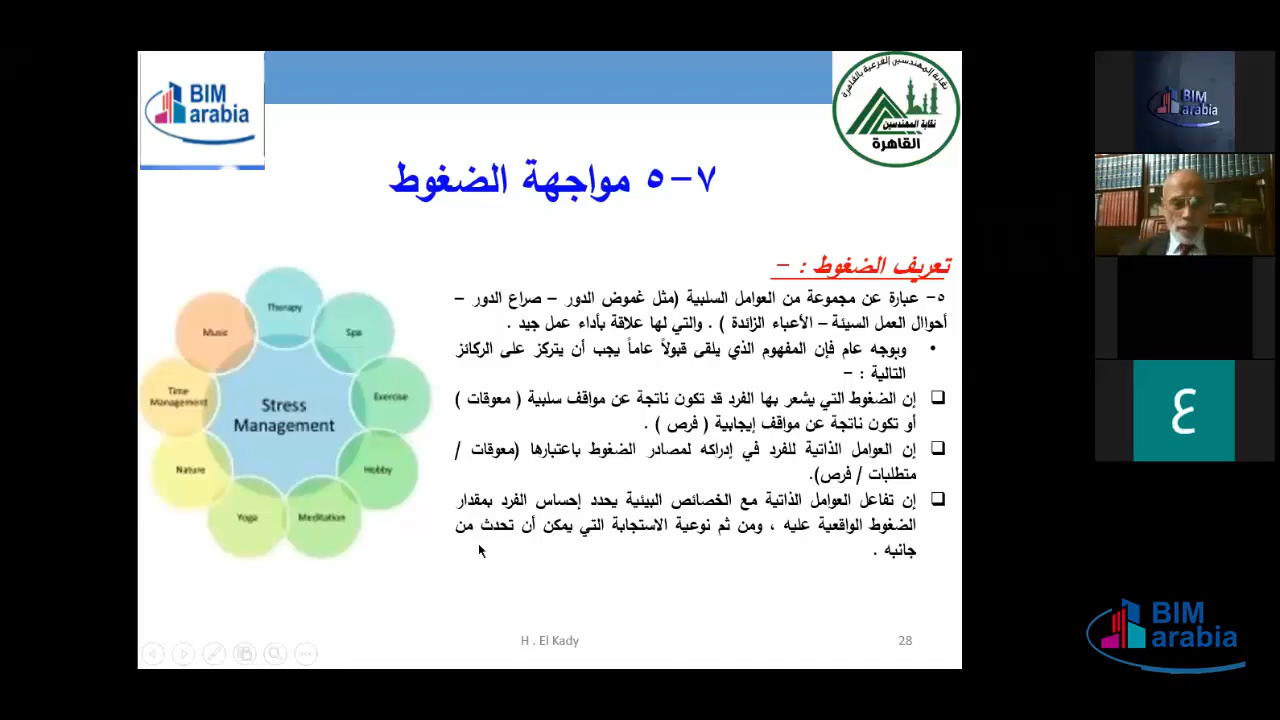 BIM
arabia
نقابة المهندسين الفرعية بالقاهرة
نقابة المهندسين
القاهرة
٧-٥ مواجهة الضغوط
تعريف الضغوط : -
٥- عبارة عن مجموعة من العوامل السلبية (مثل غموض الدور – صراع الدور –
أحوال العمل السيئة – الأعباء الزائدة ) . والتي لها علاقة بأداء عمل جيد .
• وبوجه عام فإن المفهوم الذي يلقى قبولاً عاماً يجب أن يتركز على الركائز
التالية : -
❑ إن الضغوط التي يشعر بها الفرد قد تكون ناتجة عن مواقف سلبية ( معوقات )
أو تكون ناتجة عن مواقف إيجابية ( فرص ) .
❑ إن العوامل الذاتية للفرد في إدراكه لمصادر الضغوط باعتبارها (معوقات /
متطلبات / فرص).
❑ إن تفاعل العوامل الذاتية مع الخصائص البيئية يحدد إحساس الفرد بمقدار
الضغوط الواقعية عليه ، ومن ثم نوعية الاستجابة التي يمكن أن تحدث من
جانبه .
Stress
Management
Therapy
Spa
Exercise
Hobby
Meditation
Yoga
Nature
Time
Management
Music
H . El Kady
28
BIM
arabia
ع
BIM
arabia